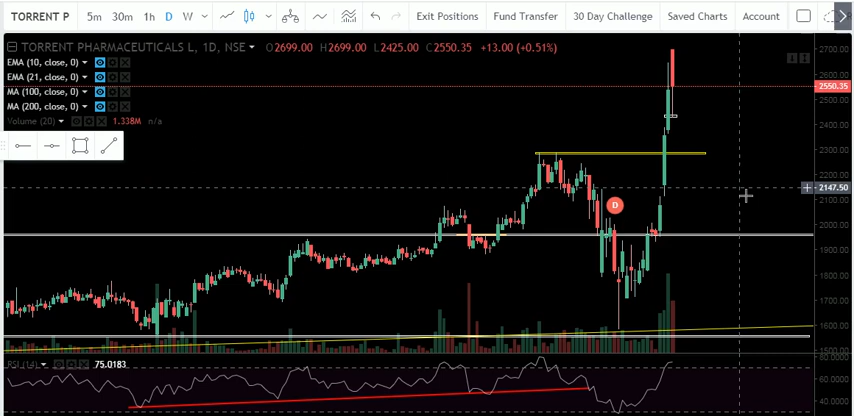 TORRENT P 5m 30m 1h D W Exit Positions Fund Transfer 30 Day Challenge Saved Charts Account
TORRENT PHARMACEUTICALS L, 1D, NSE O2699.00 H2699.00 L2425.00 C2550.35 +13.00 (+0.51%)
EMA (10, close, 0)
EMA (21, close, 0)
MA (100, close, 0)
MA (200, close, 0)
Volume (20) 1.338M n/a
2700.00
2550.35
2500.00
2400.00
2300.00
2200.00
2147.50
D
2100.00
2000.00
1900.00
1800.00
1700.00
1600.00
1500.00
RSI (14) 75.0183
80.0000
60.0000
40.0000